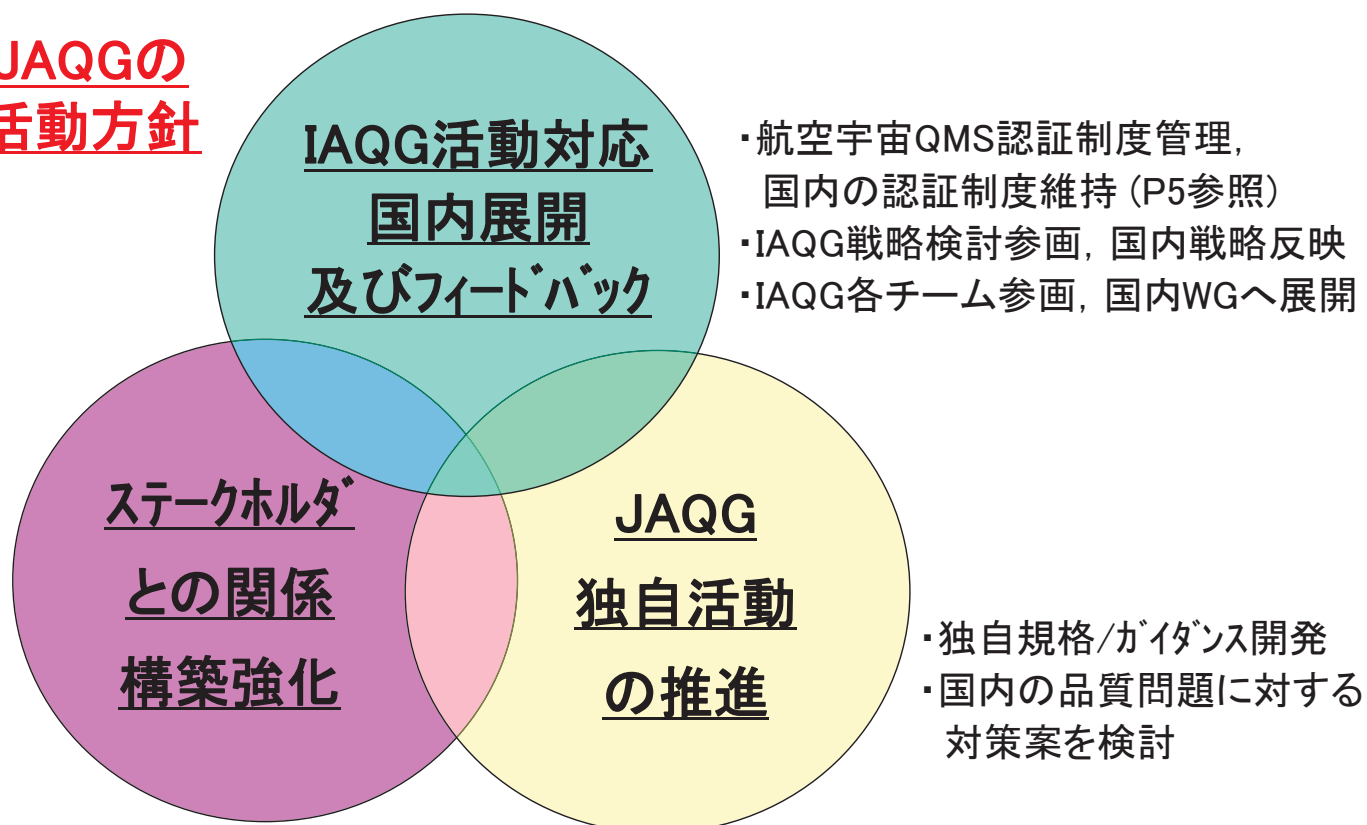 JAQGの
活動方針
IAQG活動対応
国内展開
及びﾌｨｰﾄﾞﾊﾞｯｸ
・航空宇宙QMS認証制度管理,
国内の認証制度維持 (P5参照)
・IAQG戦略検討参画, 国内戦略反映
・IAQG各チーム参画, 国内WGへ展開
ｽﾃｰｸﾎﾙﾀﾞ
との関係
構築強化
JAQG
独自活動
の推進
・独自規格/ｶﾞｲﾀﾞﾝｽ開発
・国内の品質問題に対する
対策案を検討